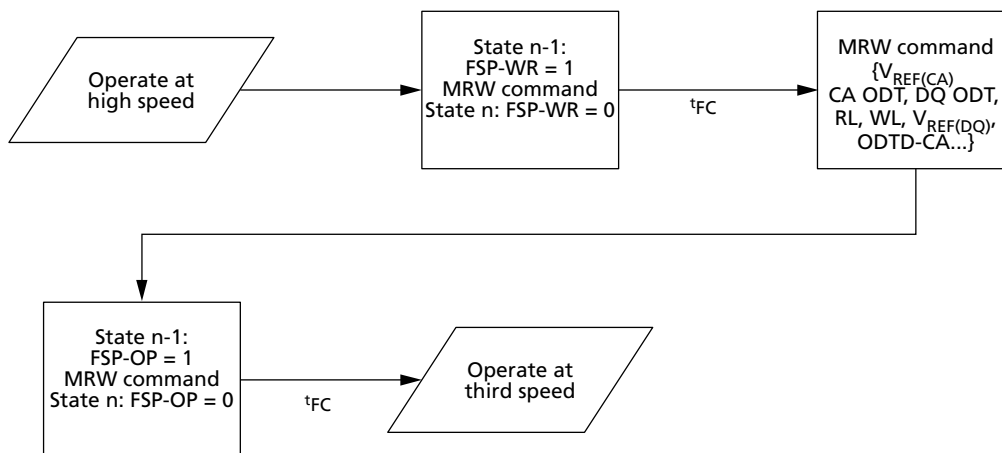 Operate at
high speed
State n-1:
FSP-WR = 1
MRW command
State n: FSP-WR = 0
tFC
MRW command
{VREF(CA)
CA ODT, DQ ODT,
RL, WL, VREF(DQ),
ODTD-CA...}
State n-1:
FSP-OP = 1
MRW command
State n: FSP-OP = 0
tFC
Operate at
third speed